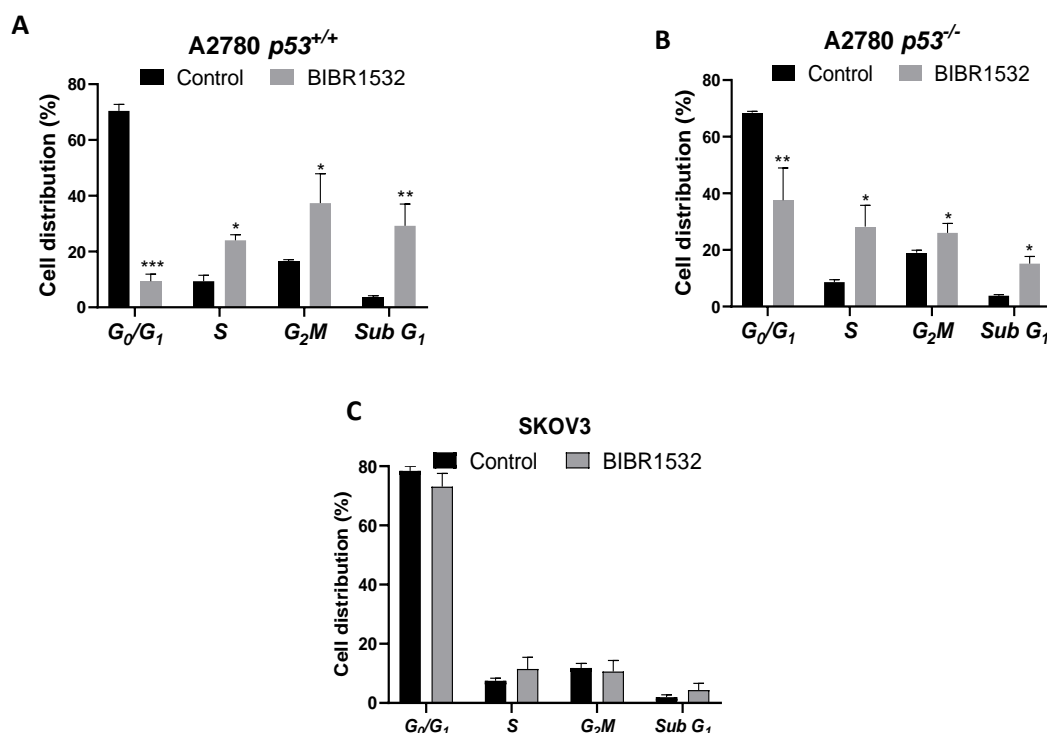 A
A2780 p53+/+
Control BIBR1532
Cell distribution (%)
80
60
40
20
0
***
*
*
**
G0/G1 S G2M Sub G1
B
A2780 p53-/-
Control BIBR1532
Cell distribution (%)
80
60
40
20
0
**
*
*
*
G0/G1 S G2M Sub G1
C
SKOV3
Control BIBR1532
Cell distribution (%)
80
60
40
20
0
G0/G1 S G2M Sub G1